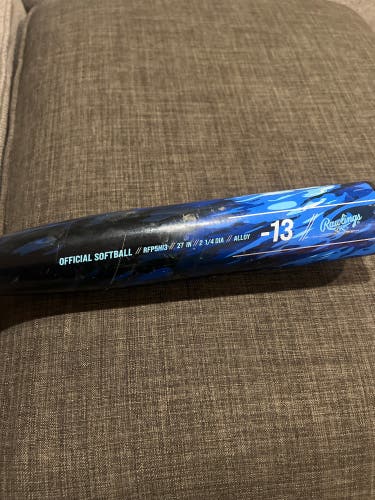 OFFICIAL SOFTBALL // RFP5H13 // 27 IN // 2 1/4 DIA // ALLOY -13 // Rawlings